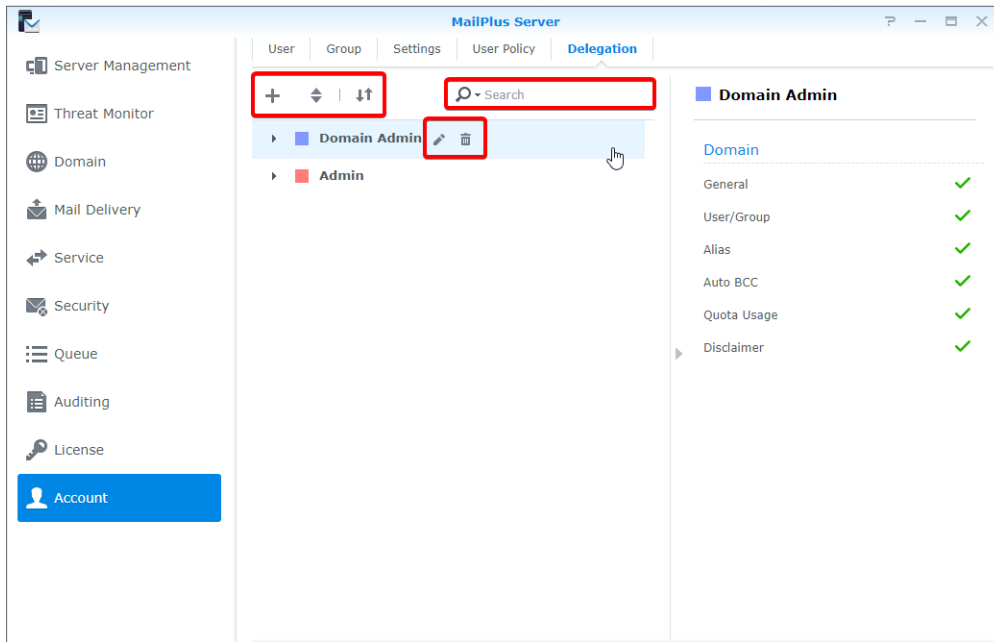 MailPlus Server
User Group Settings User Policy Delegation
Server Management
Threat Monitor
Domain
Mail Delivery
Service
Security
Queue
Auditing
License
Account
Search
Domain Admin
Admin
Domain Admin
Domain
General
User/Group
Alias
Auto BCC
Quota Usage
Disclaimer